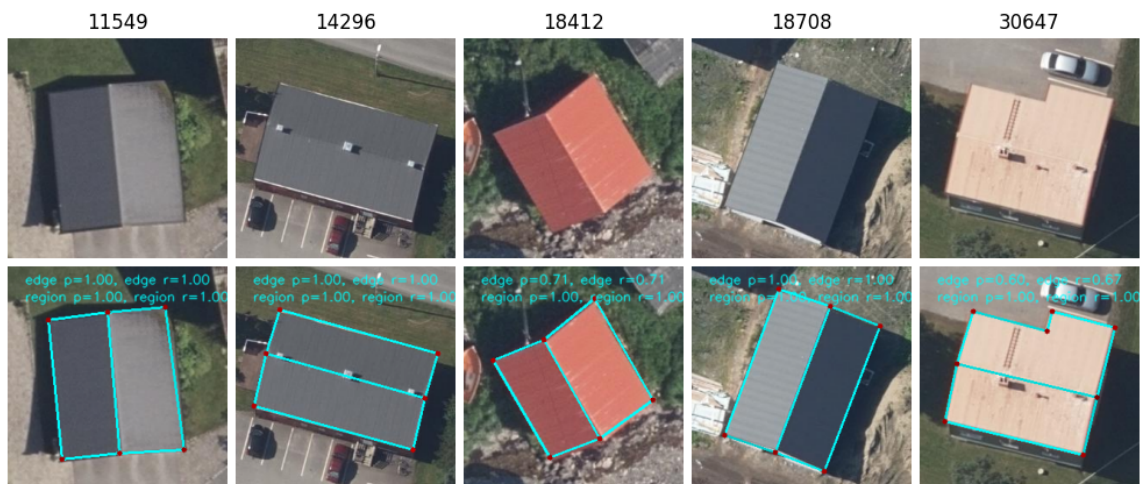 11549
14296
18412
18708
30647
edge p=1.00, edge r=1.00
region p=1.00, region r=1.00
edge p=1.00, edge r=1.00
region p=1.00, region r=1.00
edge p=0.71, edge r=0.71
region p=1.00, region r=1.00
edge p=1.00, edge r=1.00
region p=1.00, region r=1.00
edge p=0.60, edge r=0.67
region p=1.00, region r=1.00